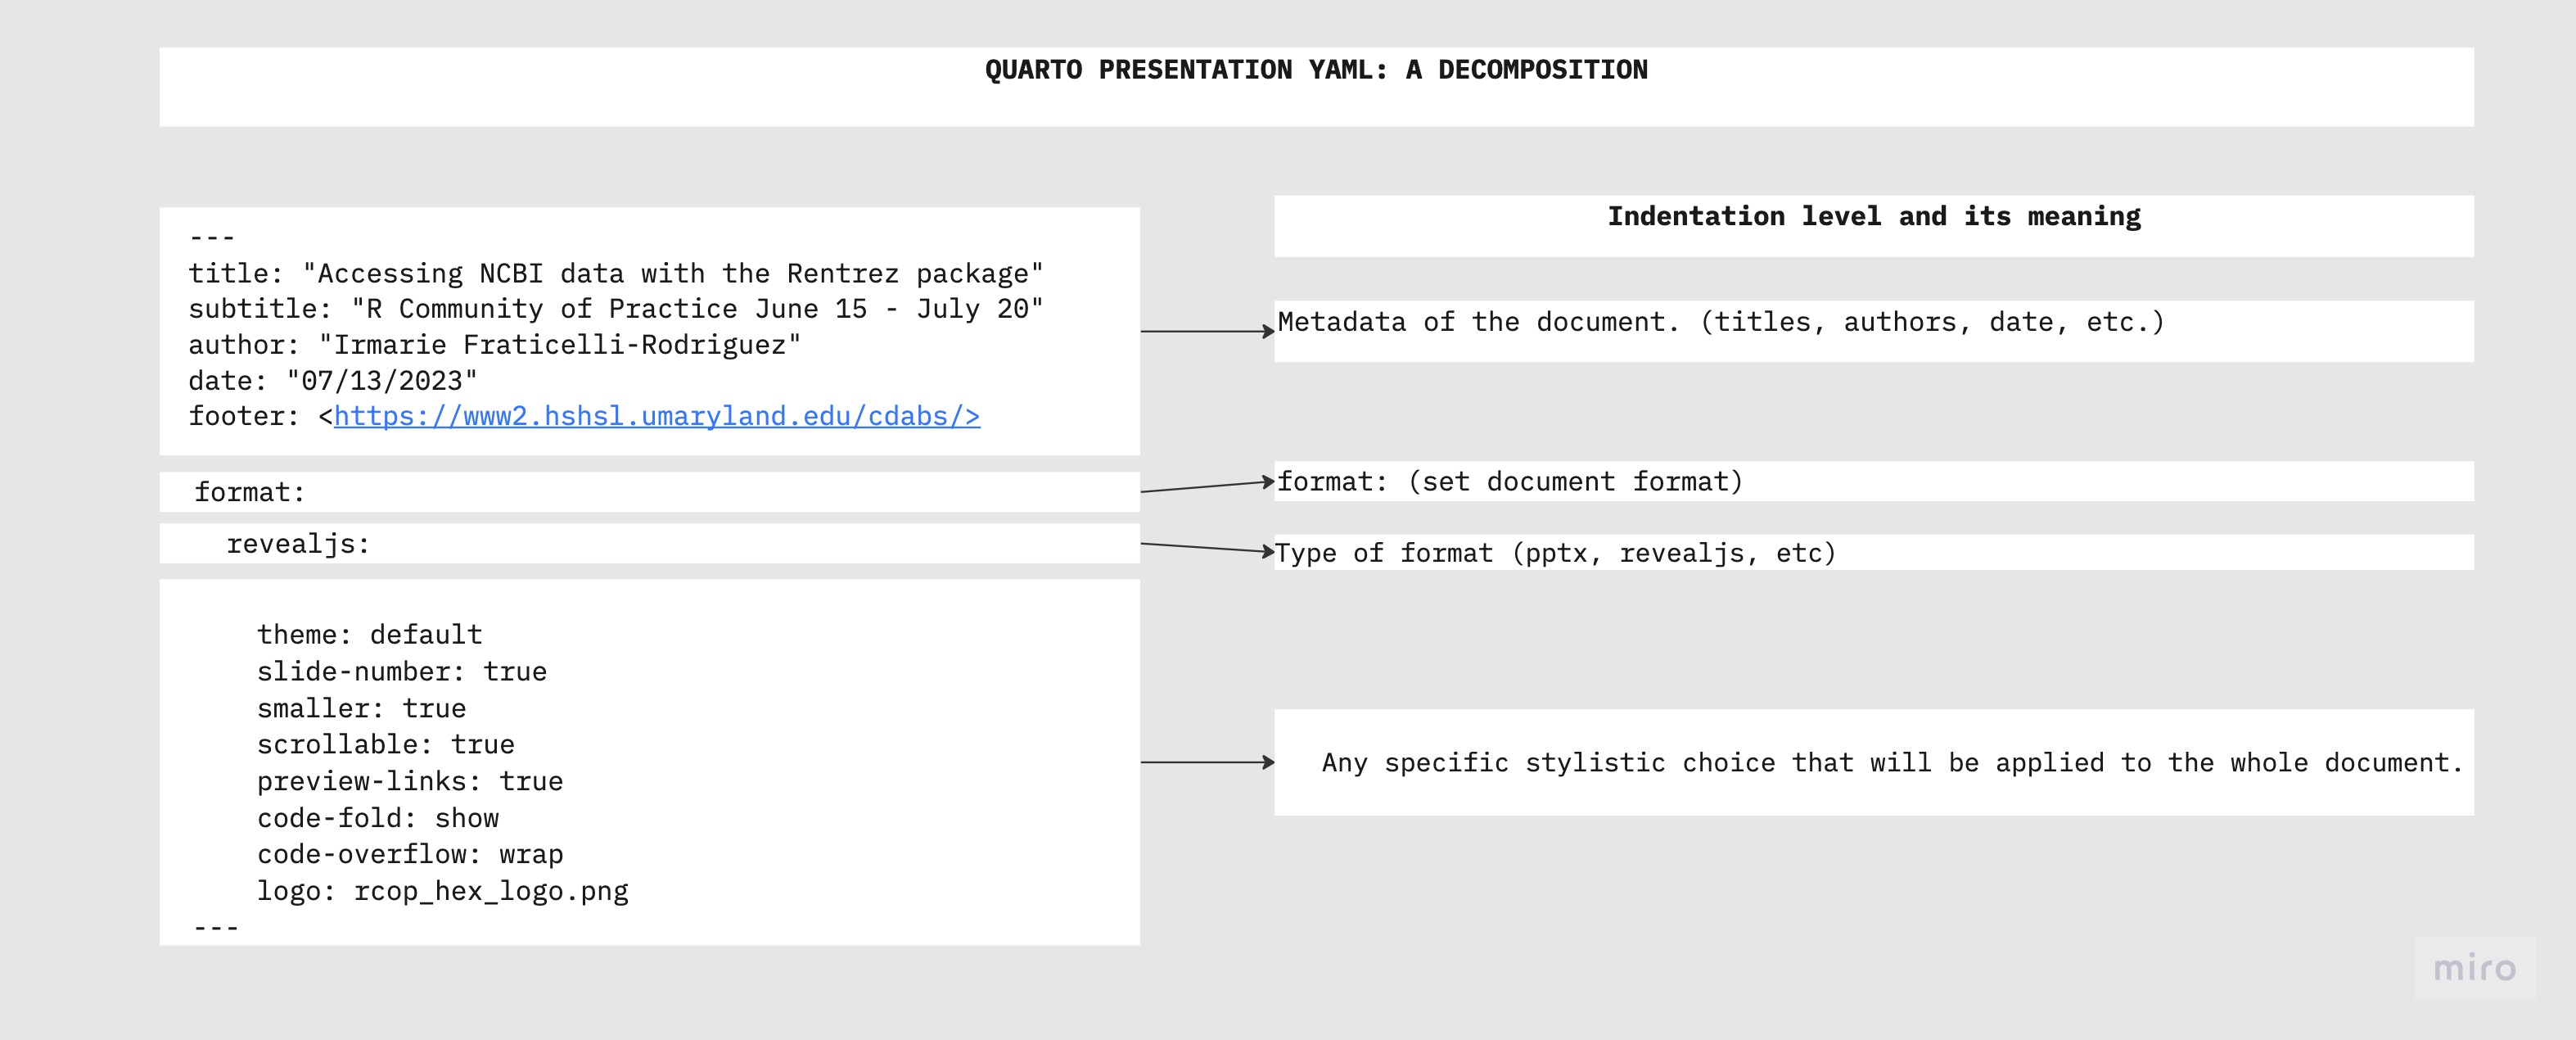 QUARTO PRESENTATION YAML: A DECOMPOSITION
---
title: "Accessing NCBI data with the Rentrez package"
subtitle: "R Community of Practice June 15 - July 20"
author: "Irmarie Fraticelli-Rodriguez"
date: "07/13/2023"
footer: <https://www2.hshsl.umaryland.edu/cdabs/>
format:
revealjs:
theme: default
slide-number: true
smaller: true
scrollable: true
preview-links: true
code-fold: show
code-overflow: wrap
logo: rcop_hex_logo.png
---
Indentation level and its meaning
Metadata of the document. (titles, authors, date, etc.)
format: (set document format)
Type of format (pptx, revealjs, etc)
Any specific stylistic choice that will be applied to the whole document.
miro